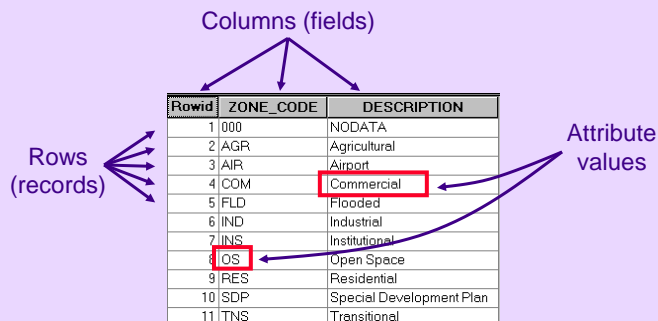 Columns (fields)
Rowid ZONE_CODE DESCRIPTION
1 000 NODATA
2 AGR Agricultural
3 AIR Airport
4 COM Commercial
5 FLD Flooded
6 IND Industrial
7 INS Institutional
8 OS Open Space
9 RES Residential
10 SDP Special Development Plan
11 TNS Transitional
Rows
(records)
Attribute
values